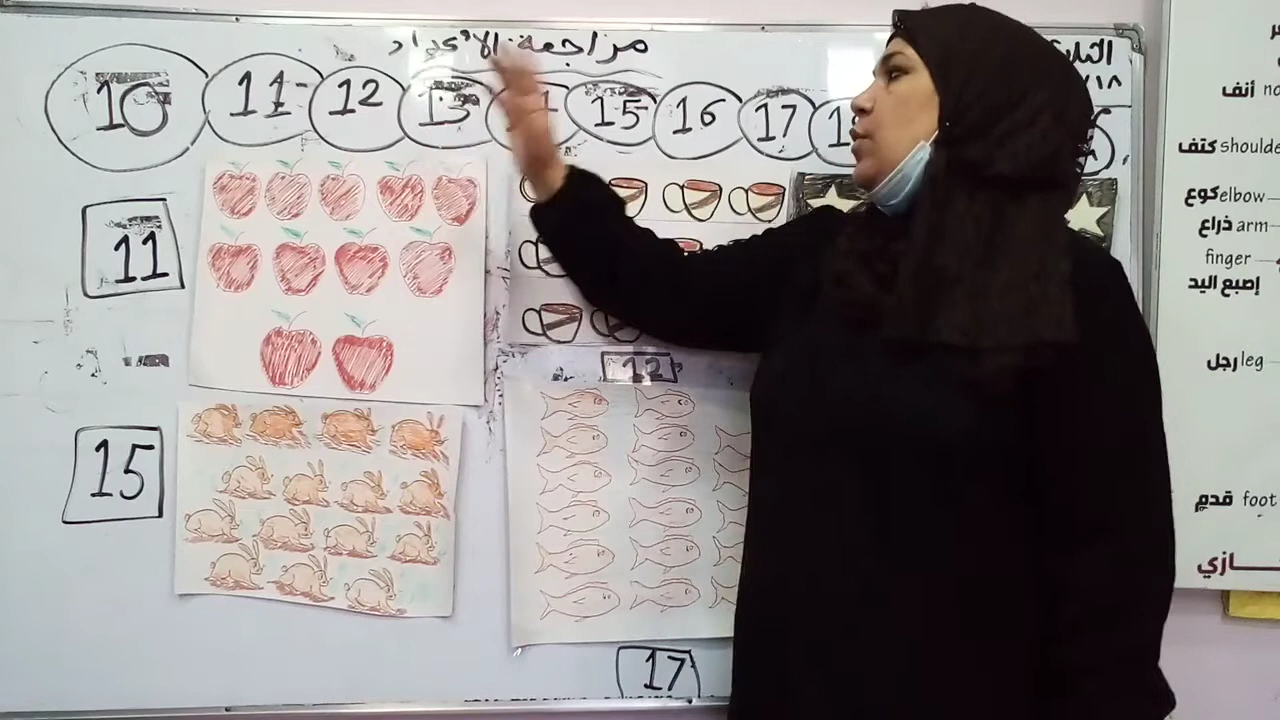 مراجعة الأعداد
10 11 12 13 15 16 17
11
12
15
17
أنف
كتف shoulde
كوع elbow
ذراع arm
finger
إصبع اليد
رجل leg
قدم foot